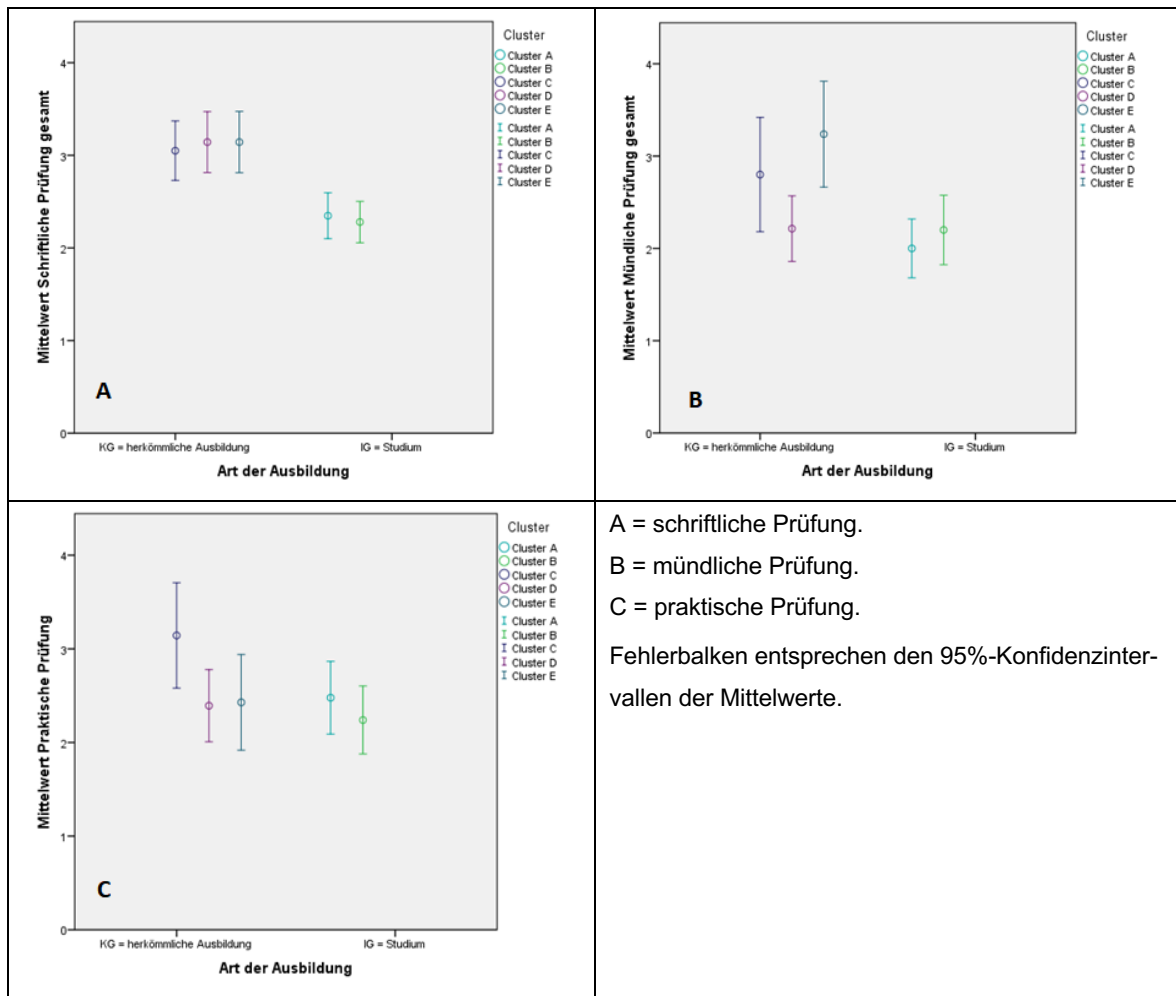 Mittelwert Schriftliche Prüfung gesamt
4
3
2
1
0
A
KG = herkömmliche Ausbildung
IG = Studium
Art der Ausbildung
Cluster
Cluster A
Cluster B
Cluster C
Cluster D
Cluster E
Cluster A
Cluster B
Cluster C
Cluster D
Cluster E
Mittelwert Mündliche Prüfung gesamt
4
3
2
1
0
B
KG = herkömmliche Ausbildung
IG = Studium
Art der Ausbildung
Cluster
Cluster A
Cluster B
Cluster C
Cluster D
Cluster E
Cluster A
Cluster B
Cluster C
Cluster D
Cluster E
Mittelwert Praktische Prüfung
4
3
2
1
0
C
KG = herkömmliche Ausbildung
IG = Studium
Art der Ausbildung
Cluster
Cluster A
Cluster B
Cluster C
Cluster D
Cluster E
Cluster A
Cluster B
Cluster C
Cluster D
Cluster E
A = schriftliche Prüfung.
B = mündliche Prüfung.
C = praktische Prüfung.
Fehlerbalken entsprechen den 95%-Konfidenzinter-
vallen der Mittelwerte.